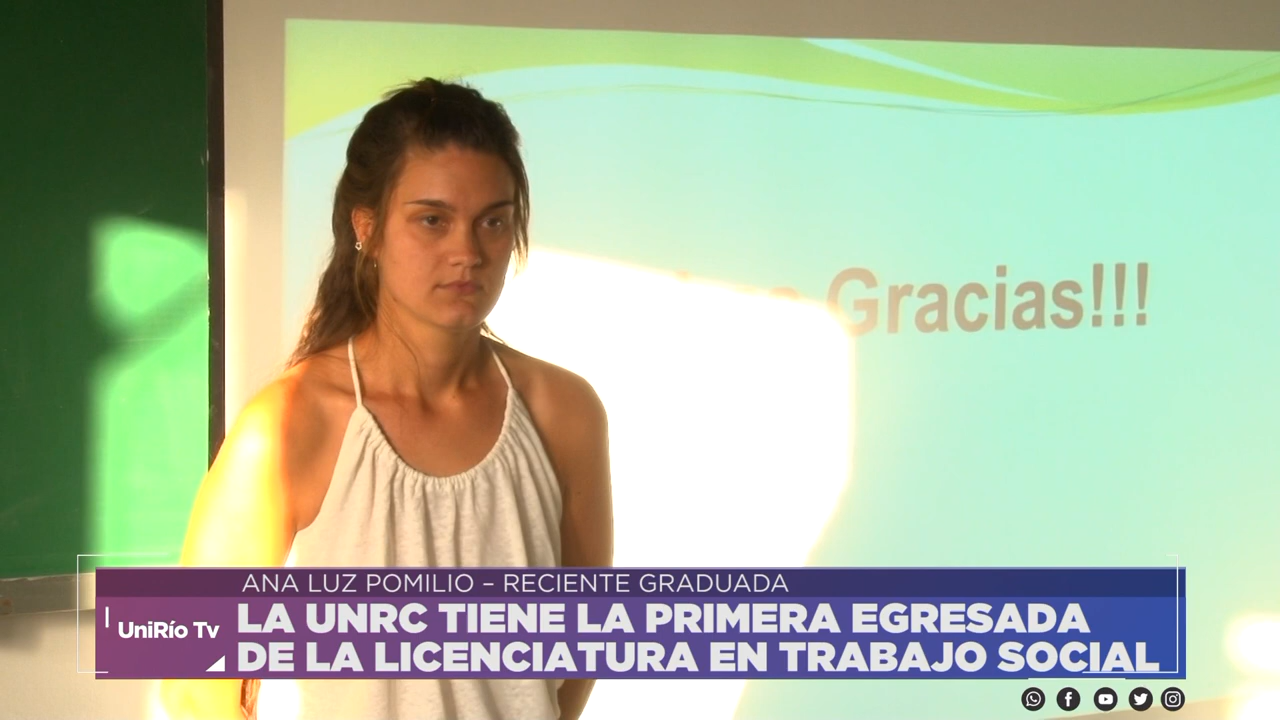 Gracias!!!
ANA LUZ POMILIO – RECIENTE GRADUADA
UniRío Tv
LA UNRC TIENE LA PRIMERA EGRESADA
DE LA LICENCIATURA EN TRABAJO SOCIAL